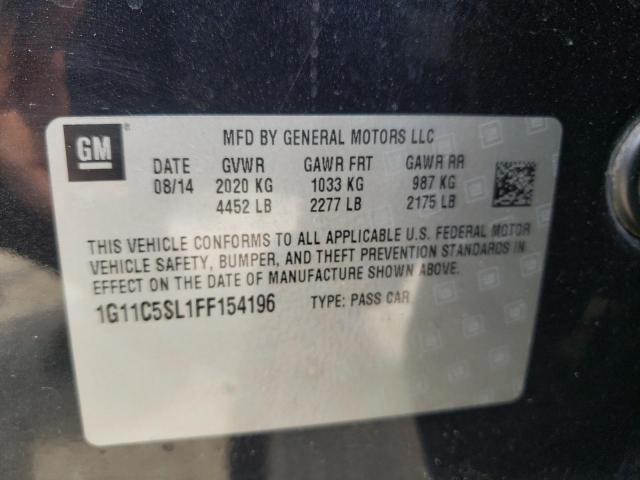 GM
MFD BY GENERAL MOTORS LLC
DATE GVWR GAWR FRT GAWR RR
08/14 2020 KG 1033 KG 987 KG
4452 LB 2277 LB 2175 LB
THIS VEHICLE CONFORMS TO ALL APPLICABLE U.S. FEDERAL MOTOR
VEHICLE SAFETY, BUMPER, AND THEFT PREVENTION STANDARDS IN
EFFECT ON THE DATE OF MANUFACTURE SHOWN ABOVE.
1G11C5SL1FF154196 TYPE: PASS CAR